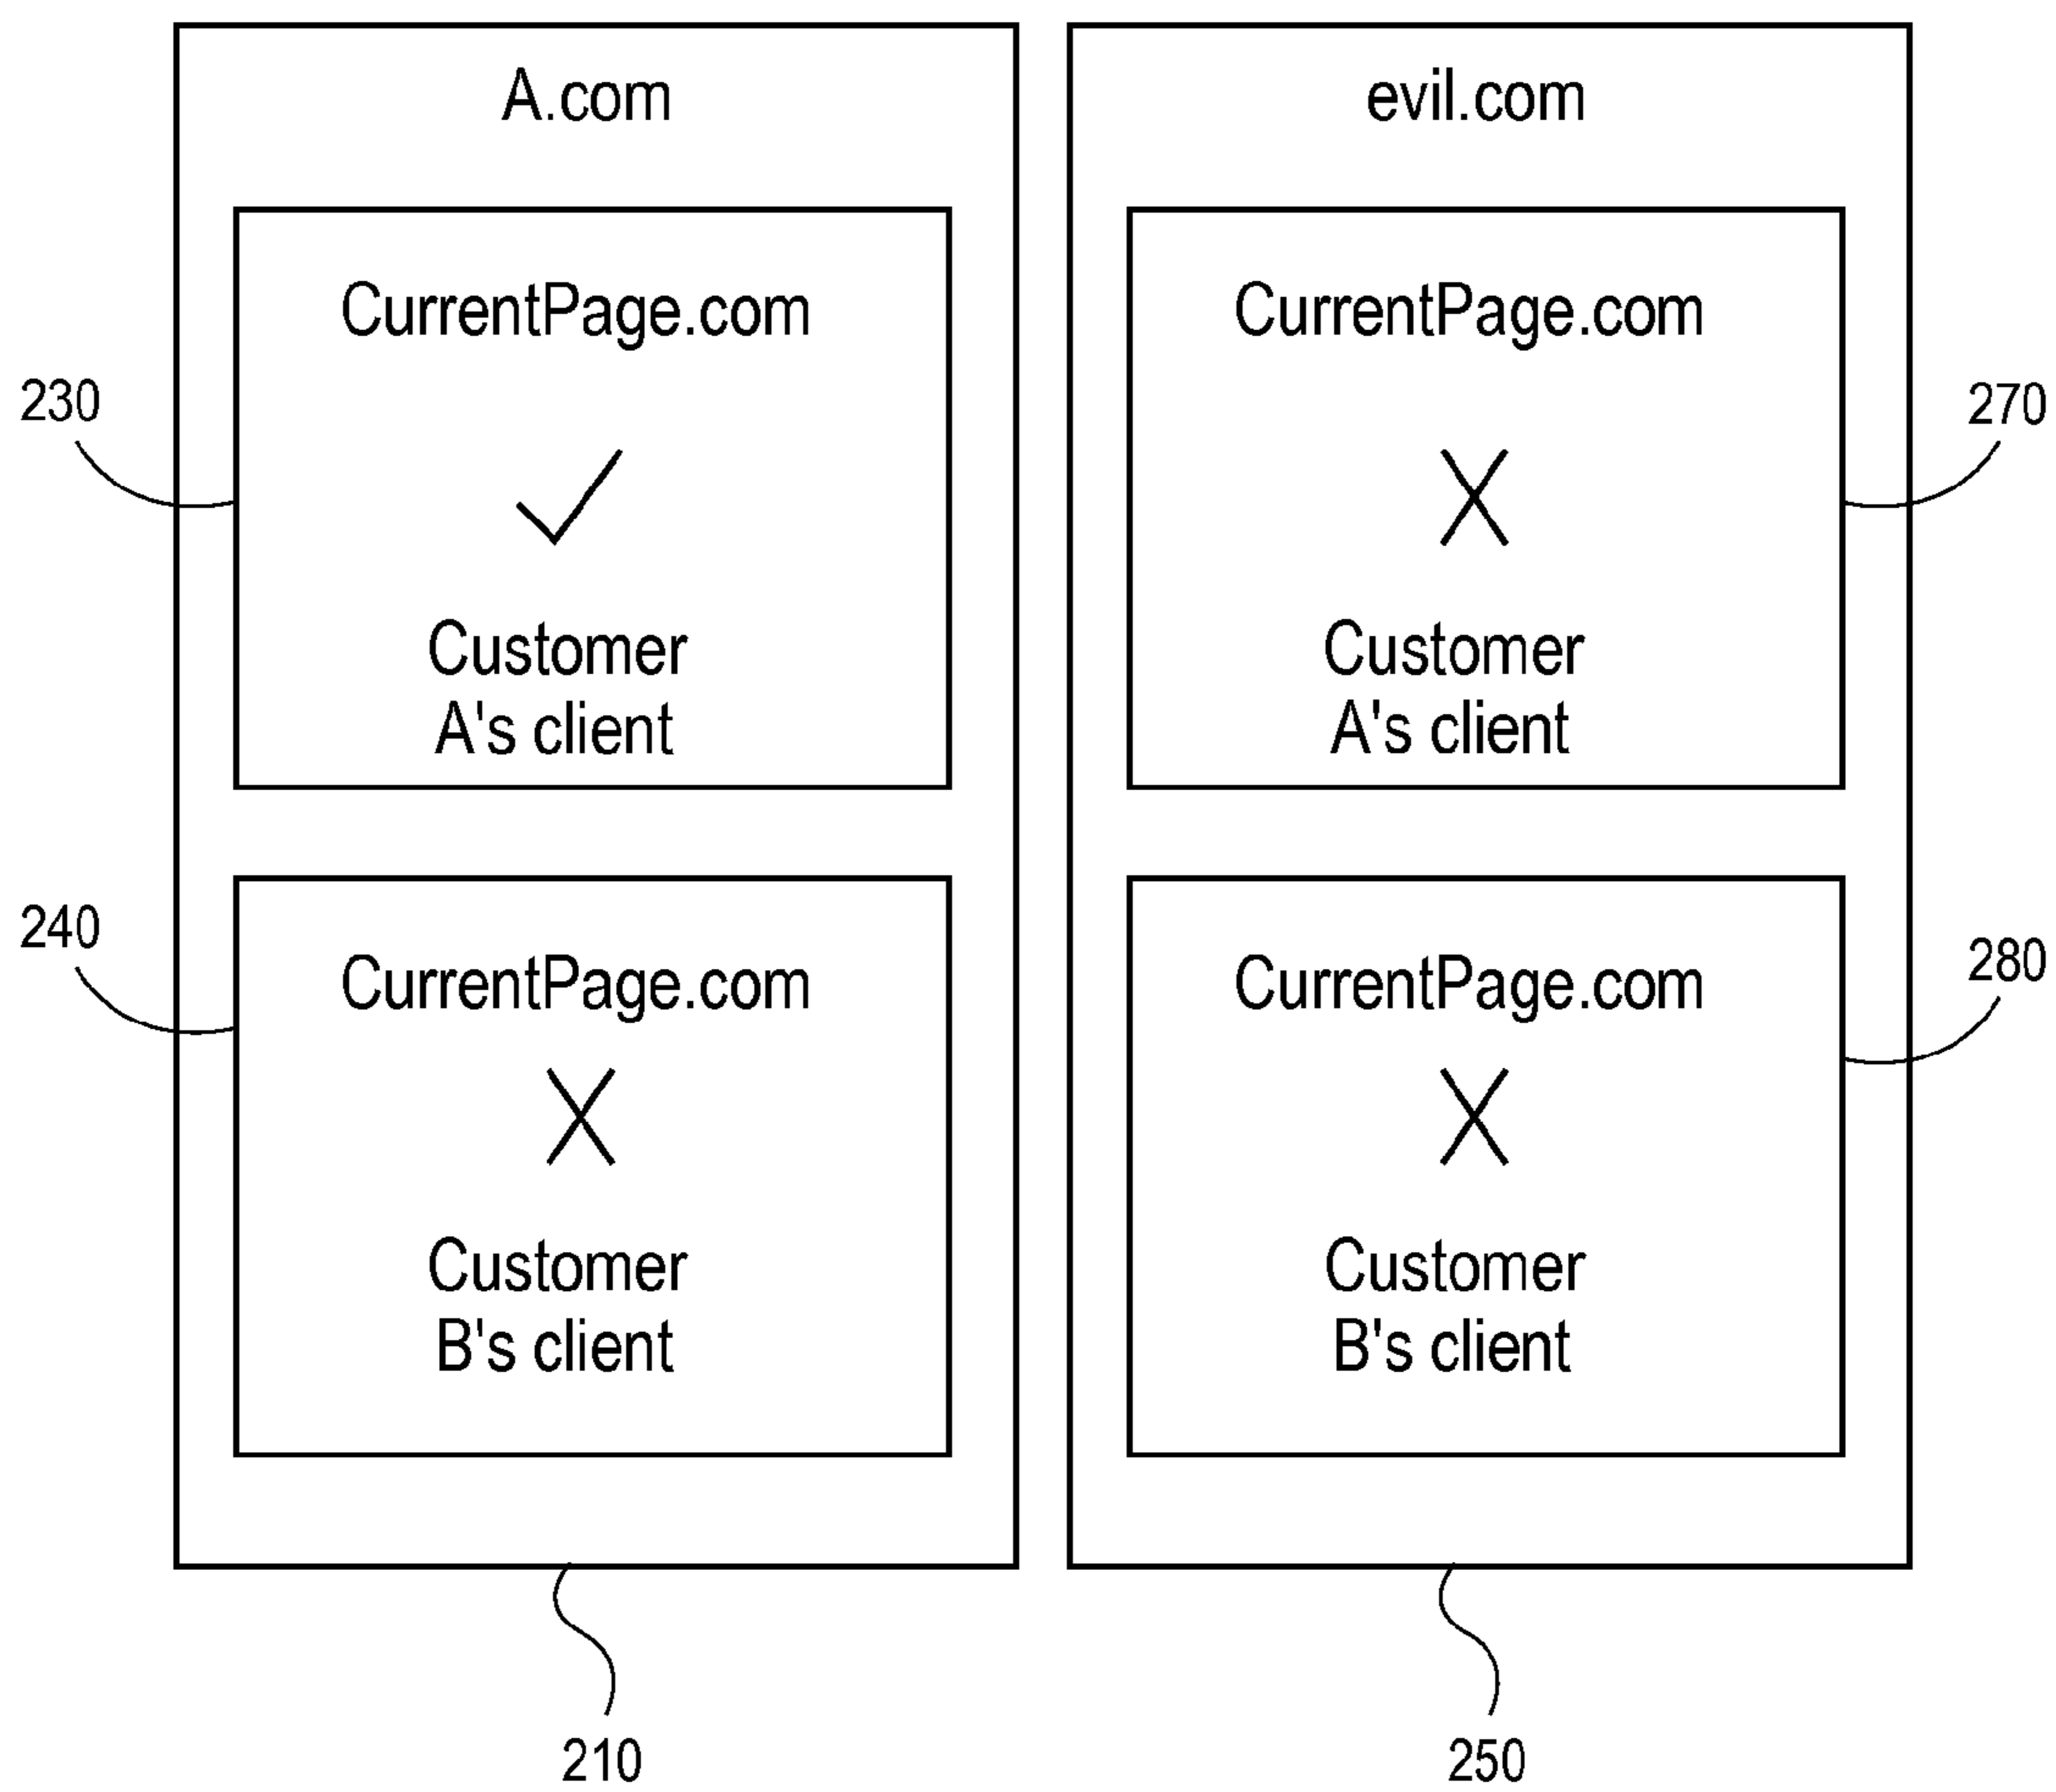 A.com
CurrentPage.com
230
Customer
A's client
240
CurrentPage.com
Customer
B's client
210
evil.com
CurrentPage.com
270
Customer
A's client
CurrentPage.com
280
Customer
B's client
250